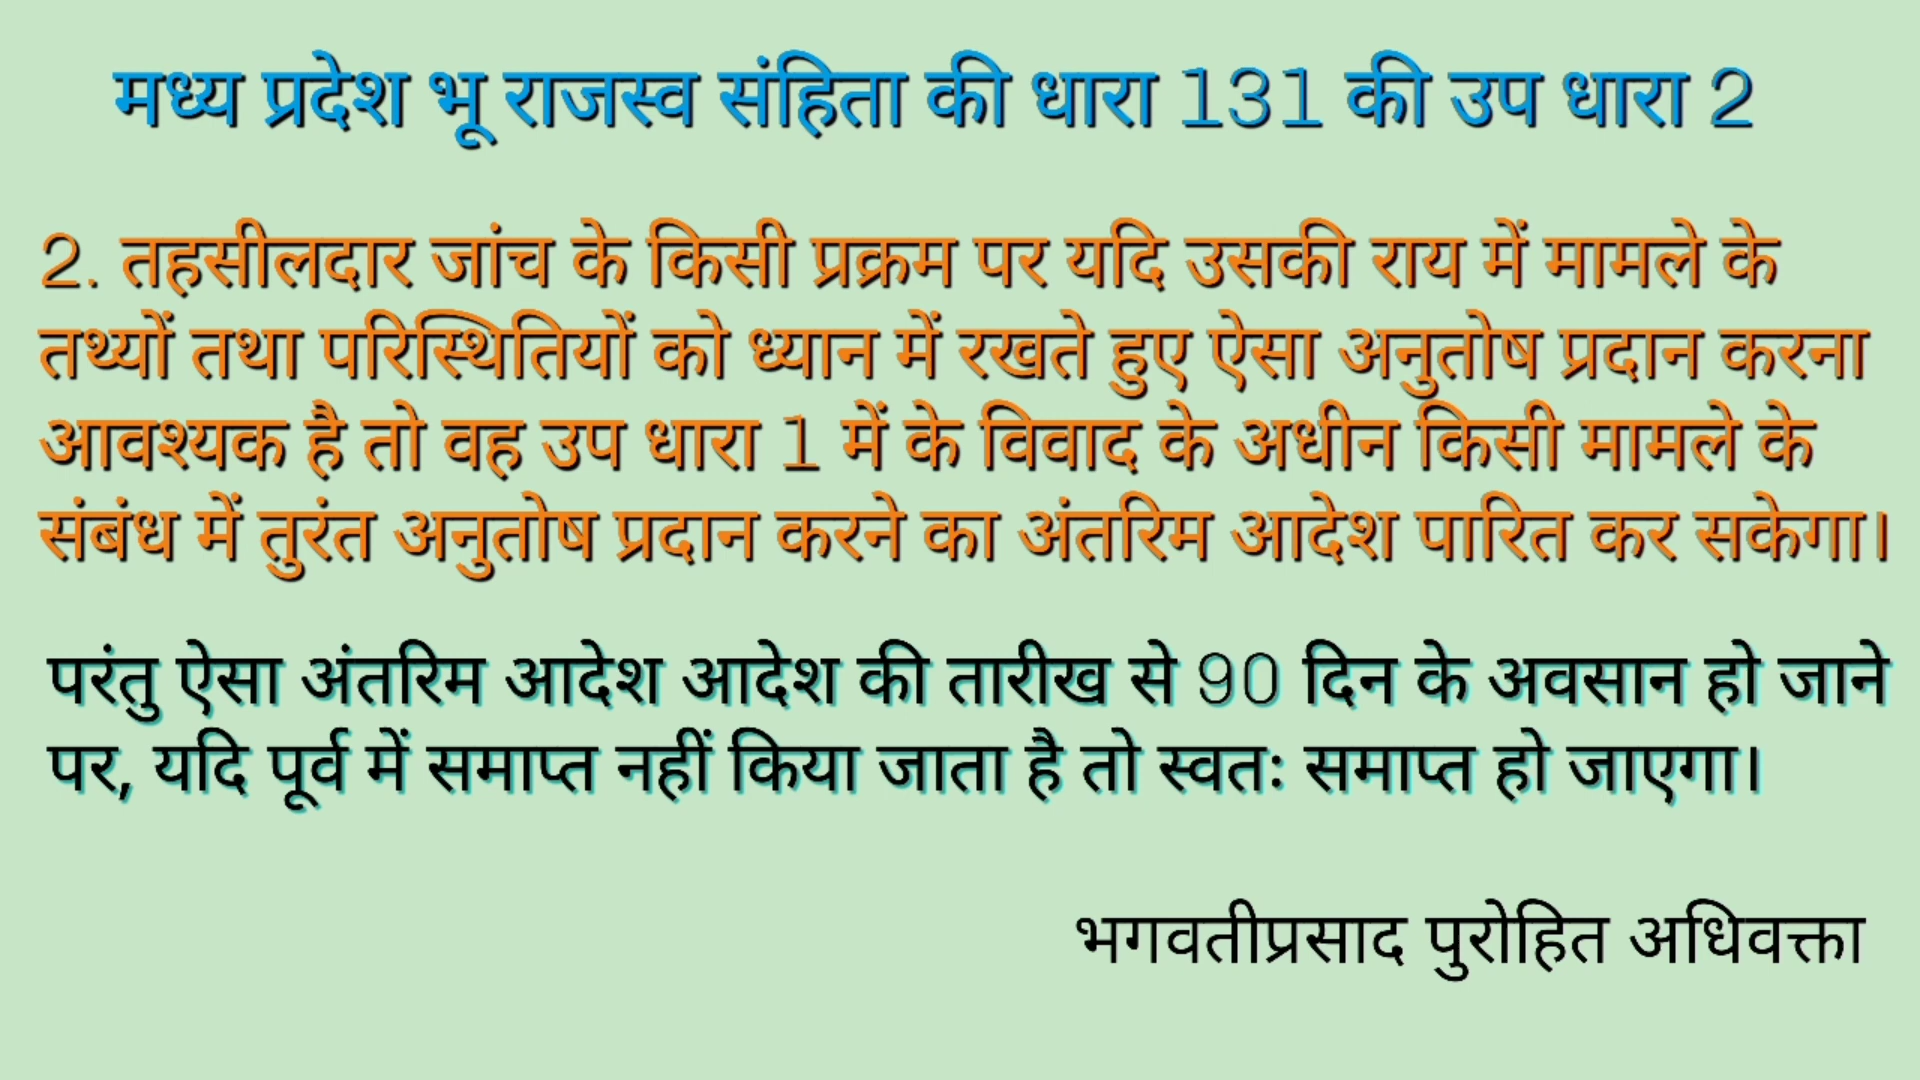 मध्य प्रदेश भू राजस्व संहिता की धारा 131 की उप धारा 2
2. तहसीलदार जांच के किसी प्रक्रम पर यदि उसकी राय में मामले के
तथ्यों तथा परिस्थितियों को ध्यान में रखते हुए ऐसा अनुतोष प्रदान करना
आवश्यक है तो वह उप धारा 1 में के विवाद के अधीन किसी मामले के
संबंध में तुरंत अनुतोष प्रदान करने का अंतरिम आदेश पारित कर सकेगा।
परंतु ऐसा अंतरिम आदेश आदेश की तारीख से 90 दिन के अवसान हो जाने
पर, यदि पूर्व में समाप्त नहीं किया जाता है तो स्वतः समाप्त हो जाएगा।
भगवतीप्रसाद पुरोहित अधिवक्ता